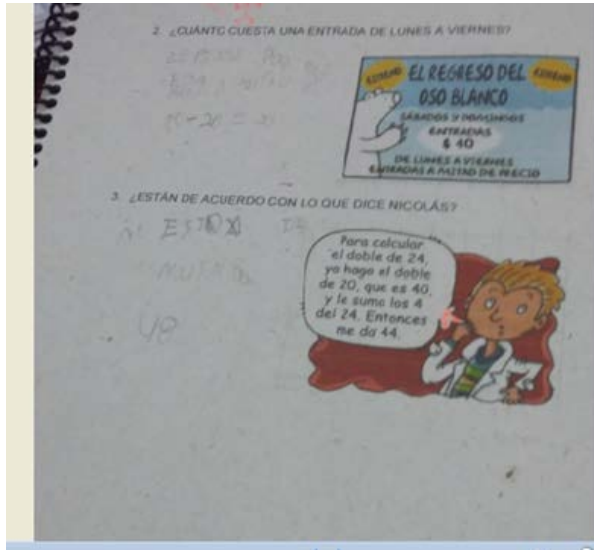 2. ¿CUÁNTO CUESTA UNA ENTRADA DE LUNES A VIERNES?
40-20 = 20
ESTRENO EL REGRESO DEL ESTRENO
OSO BLANCO
SÁBADOS Y DOMINGOS
ENTRADAS
$ 40
DE LUNES A VIERNES
ENTRADAS A MITAD DE PRECIO
3. ¿ESTÁN DE ACUERDO CON LO QUE DICE NICOLÁS?
ESTOY DE
Para calcular
el doble de 24,
yo hago el doble
de 20, que es 40,
y le sumo los 4
del 24. Entonces
me da 44.
48